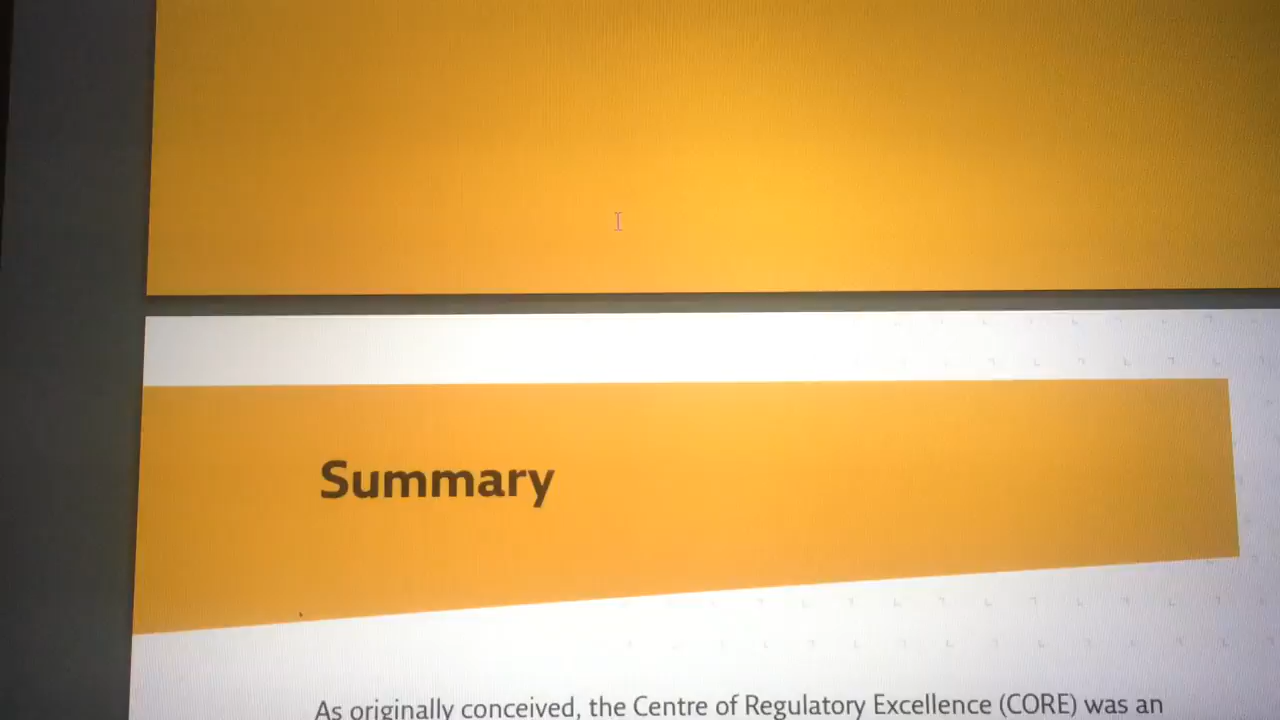 Summary
As originally conceived, the Centre of Regulatory Excellence (CORE) was an